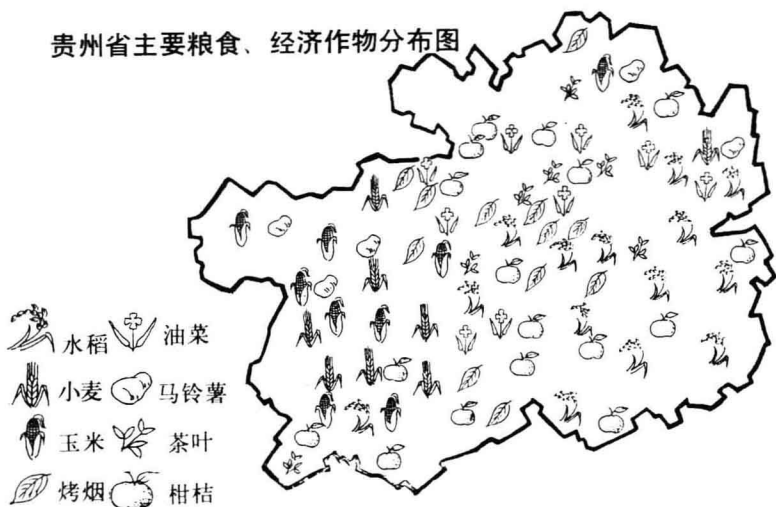 贵州省主要粮食、经济作物分布图
水稻 油菜
小麦 马铃薯
玉米 茶叶
烤烟 柑桔